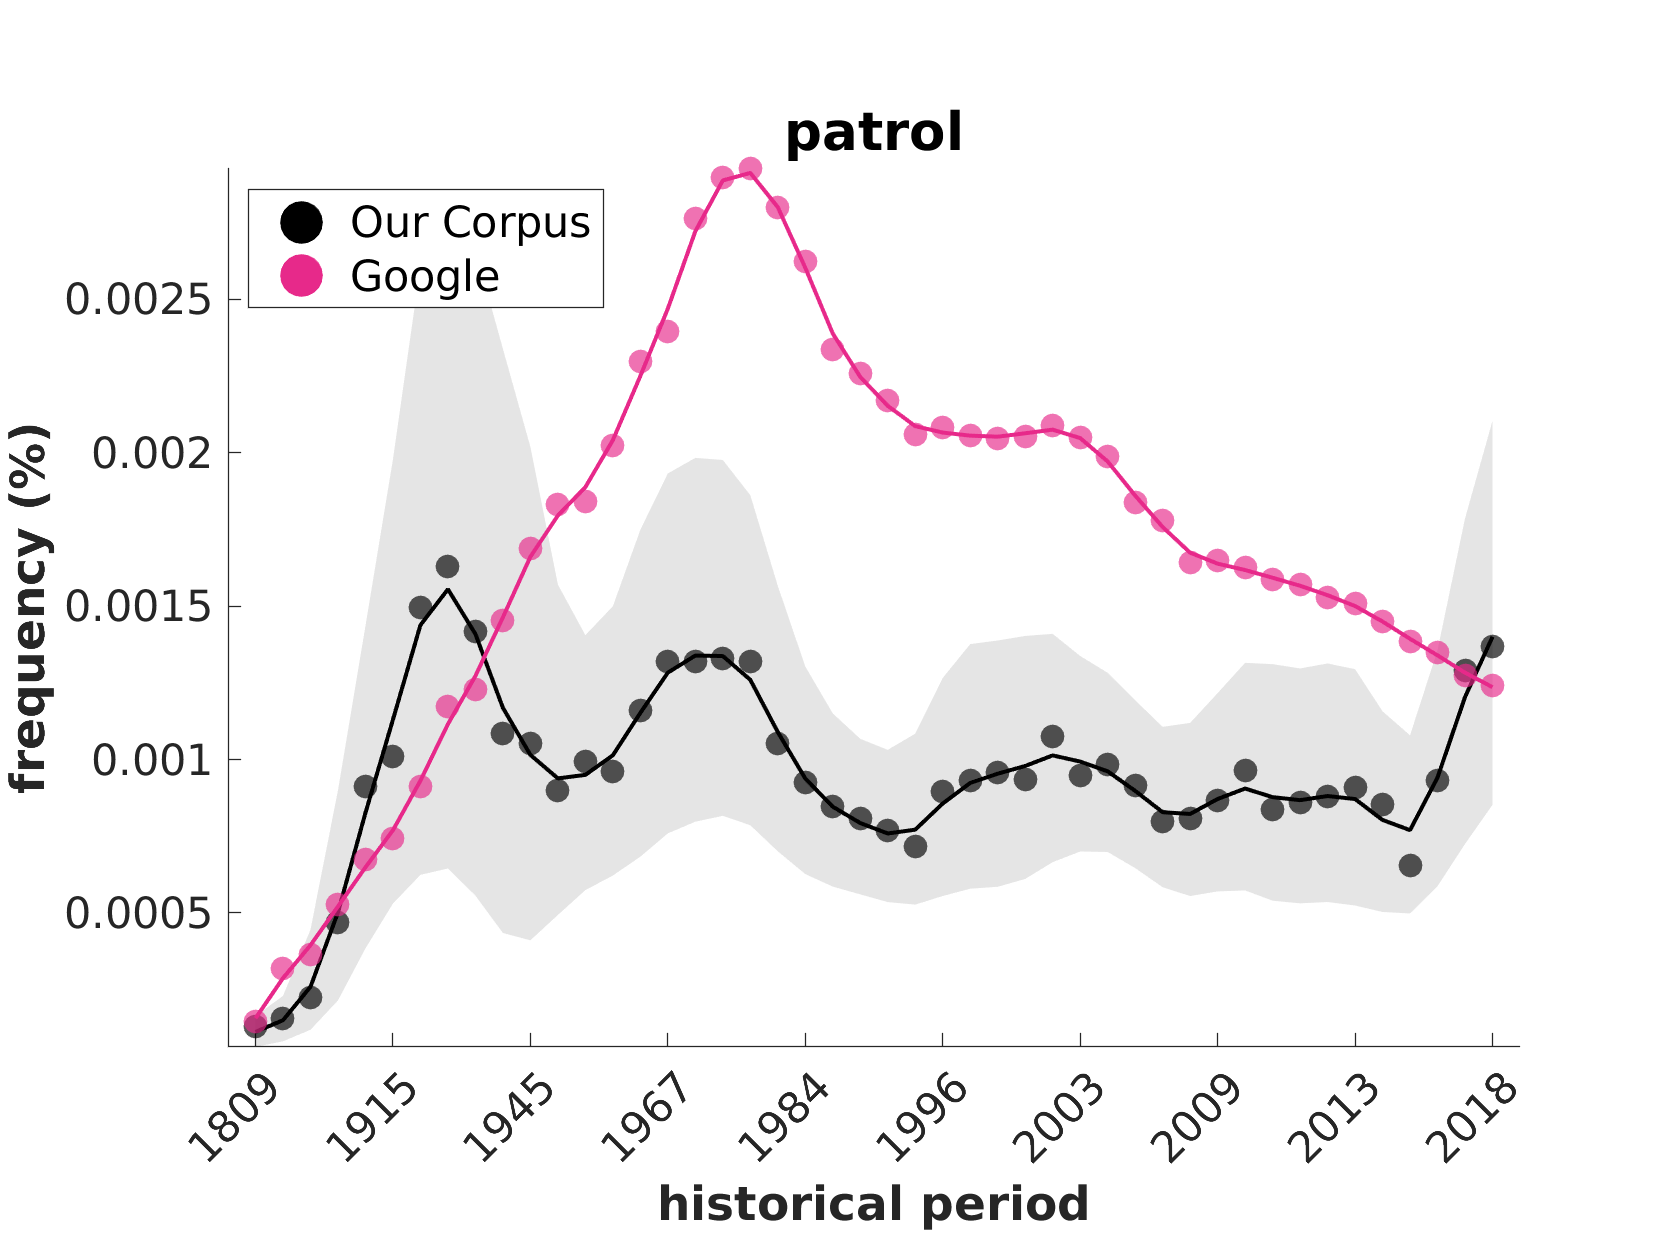 patrol
Our Corpus
Google
0.0025
0.002
0.0015
0.001
0.0005
frequency (%)
1809 1915 1945 1967 1984 1996 2003 2009 2013 2018
historical period